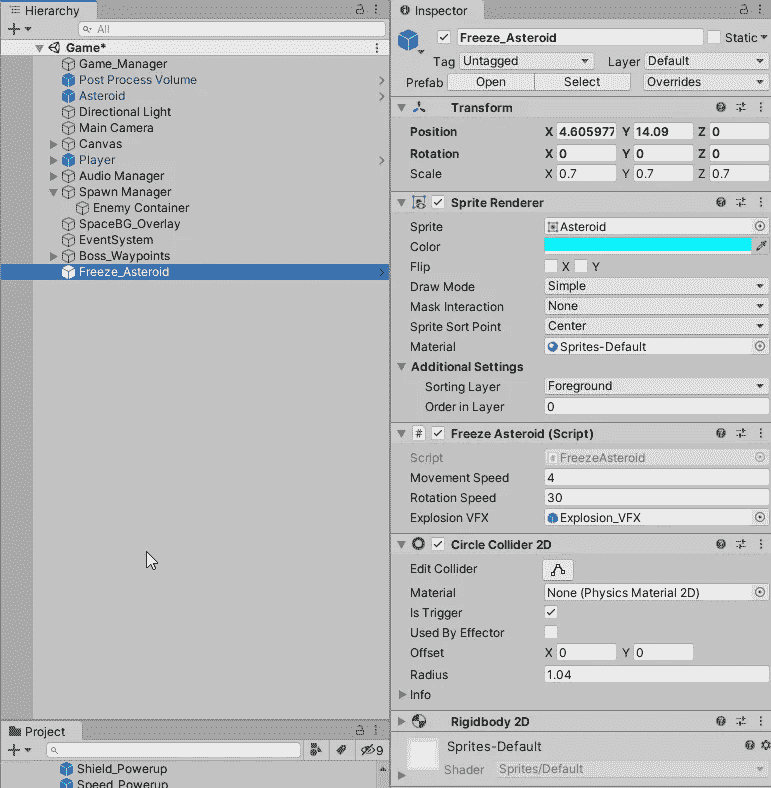 Hierarchy
All
Game*
Game_Manager
Post Process Volume
Asteroid
Directional Light
Main Camera
Canvas
Player
Audio Manager
Spawn Manager
Enemy Container
SpaceBG_Overlay
EventSystem
Boss_Waypoints
Freeze_Asteroid
Project
9
Shield_Powerup
Speed_Powerup
Inspector
Freeze_Asteroid Static
Tag Untagged Layer Default
Prefab Open Select Overrides
Transform
Position X 4.605977 Y 14.09 Z 0
Rotation X 0 Y 0 Z 0
Scale X 0.7 Y 0.7 Z 0.7
Sprite Renderer
Sprite Asteroid
Color
Flip X Y
Draw Mode Simple
Mask Interaction None
Sprite Sort Point Center
Material Sprites-Default
Additional Settings
Sorting Layer Foreground
Order in Layer 0
# Freeze Asteroid (Script)
Script # FreezeAsteroid
Movement Speed 4
Rotation Speed 30
Explosion VFX Explosion_VFX
Circle Collider 2D
Edit Collider
Material None (Physics Material 2D)
Is Trigger
Used By Effector
Offset X 0 Y 0
Radius 1.04
Info
Rigidbody 2D
Sprites-Default
Shader Sprites/Default